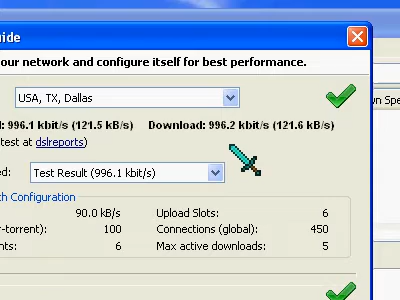 uide
our network and configure itself for best performance.
USA, TX, Dallas
wn Spe
d: 996.1 kbit/s (121.5 kB/s) Download: 996.2 kbit/s (121.6 kB/s)
test at dslreports)
ed: Test Result (996.1 kbit/s)
th Configuration
90.0 kB/s Upload Slots: 6
r-torrent): 100 Connections (global): 450
nts: 6 Max active downloads: 5